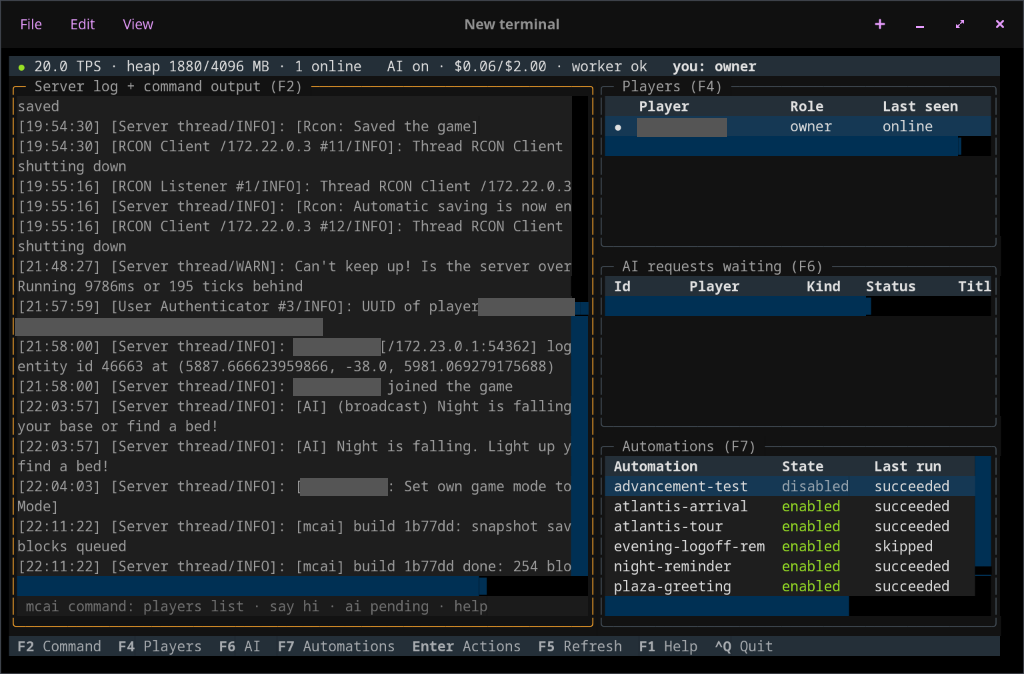 File Edit View New terminal
● 20.0 TPS · heap 1880/4096 MB · 1 online AI on · $0.06/$2.00 · worker ok you: owner
Server log + command output (F2)
saved
[19:54:30] [Server thread/INFO]: [Rcon: Saved the game]
[19:54:30] [RCON Client /172.22.0.3 #11/INFO]: Thread RCON Client
shutting down
[19:55:16] [RCON Listener #1/INFO]: Thread RCON Client /172.22.0.3
[19:55:16] [Server thread/INFO]: [Rcon: Automatic saving is now en
[19:55:16] [RCON Client /172.22.0.3 #12/INFO]: Thread RCON Client
shutting down
[21:48:27] [Server thread/WARN]: Can't keep up! Is the server over
Running 9786ms or 195 ticks behind
[21:57:59] [User Authenticator #3/INFO]: UUID of player
[21:58:00] [Server thread/INFO]: [/172.23.0.1:54362] log
entity id 46663 at (5887.666623959866, -38.0, 5981.069279175688)
[21:58:00] [Server thread/INFO]: joined the game
[22:03:57] [Server thread/INFO]: [AI] (broadcast) Night is falling
your base or find a bed!
[22:03:57] [Server thread/INFO]: [AI] Night is falling. Light up y
find a bed!
[22:04:03] [Server thread/INFO]: [ : Set own game mode to
Mode]
[22:11:22] [Server thread/INFO]: [mcai] build 1b77dd: snapshot sav
blocks queued
[22:11:22] [Server thread/INFO]: [mcai] build 1b77dd done: 254 blo
mcai command: players list · say hi · ai pending · help
Players (F4)
Player Role Last seen
● owner online
AI requests waiting (F6)
Id Player Kind Status Titl
Automations (F7)
Automation State Last run
advancement-test disabled succeeded
atlantis-arrival enabled succeeded
atlantis-tour enabled succeeded
evening-logoff-rem enabled skipped
night-reminder enabled succeeded
plaza-greeting enabled succeeded
F2 Command F4 Players F6 AI F7 Automations Enter Actions F5 Refresh F1 Help ^Q Quit